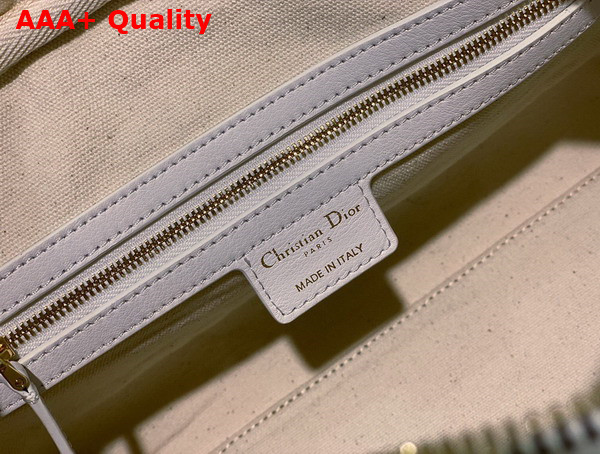 AAA+ Quality
Christian Dior
PARIS
MADE IN ITALY